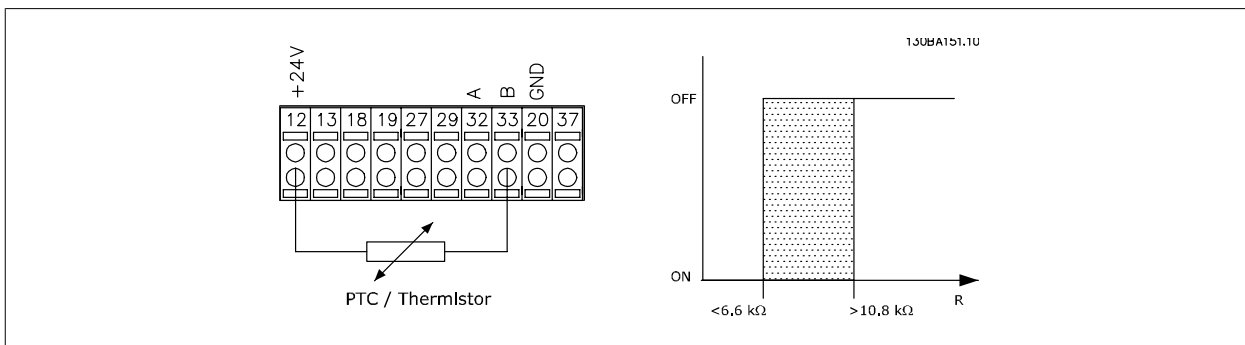 130BA151.10
+24V
A
B
GND
12 13 18 19 27 29 32 33 20 37
PTC / Thermistor
OFF
ON
<6,6 kΩ
>10,8 kΩ
R